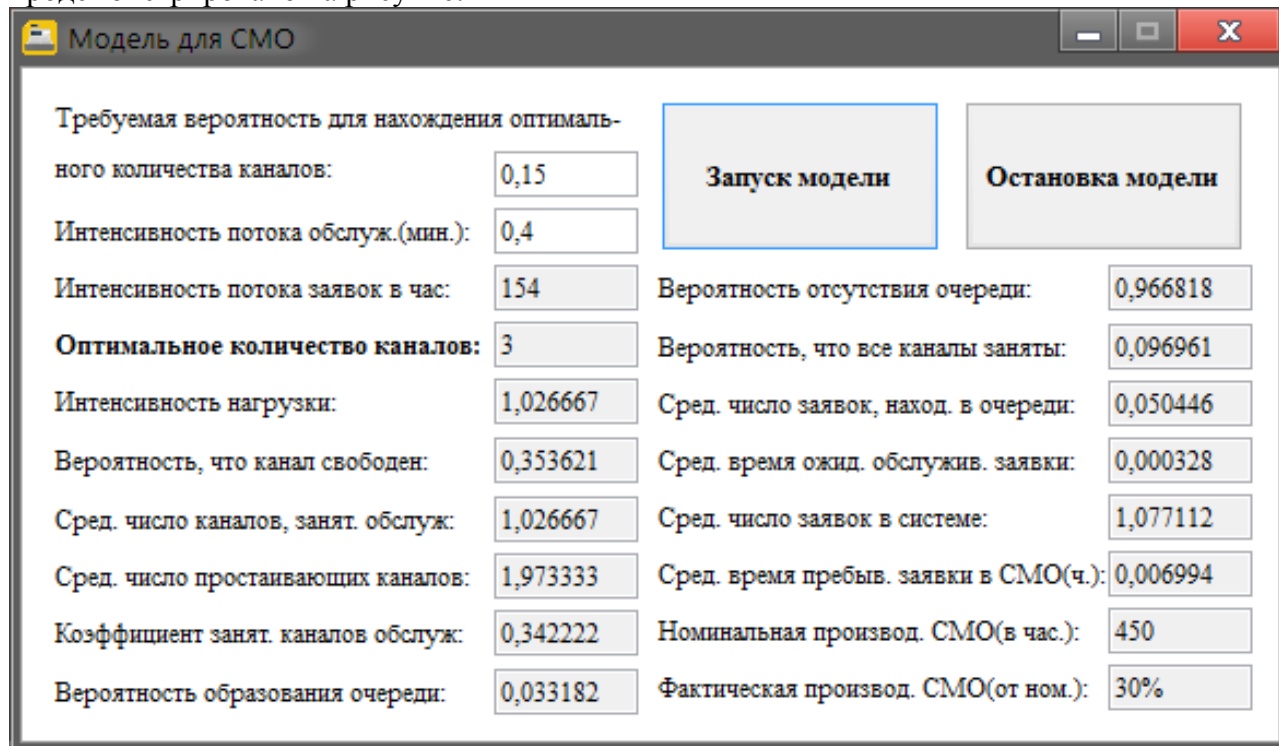 Модель для СМО
Требуемая вероятность для нахождения оптималь-
ного количества каналов: 0,15
Запуск модели Остановка модели
Интенсивность потока обслуж.(мин.): 0,4
Интенсивность потока заявок в час: 154
Оптимальное количество каналов: 3
Интенсивность нагрузки: 1,026667
Вероятность, что канал свободен: 0,353621
Сред. число каналов, занят. обслуж: 1,026667
Сред. число простаивающих каналов: 1,973333
Коэффициент занят. каналов обслуж: 0,342222
Вероятность образования очереди: 0,033182
Вероятность отсутствия очереди: 0,966818
Вероятность, что все каналы заняты: 0,096961
Сред. число заявок, наход. в очереди: 0,050446
Сред. время ожид. обслужив. заявки: 0,000328
Сред. число заявок в системе: 1,077112
Сред. время пребыв. заявки в СМО(ч.): 0,006994
Номинальная производ. СМО(в час.): 450
Фактическая производ. СМО(от ном.): 30%